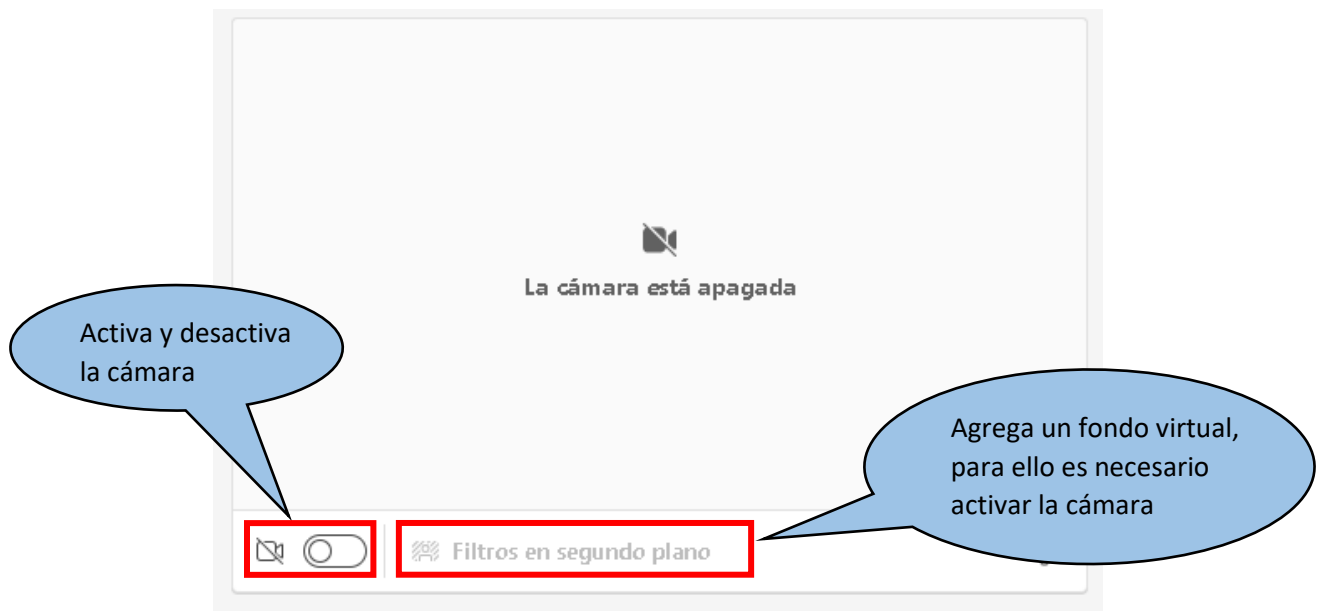 La cámara está apagada
Activa y desactiva
la cámara
Agrega un fondo virtual,
para ello es necesario
activar la cámara
Filtros en segundo plano